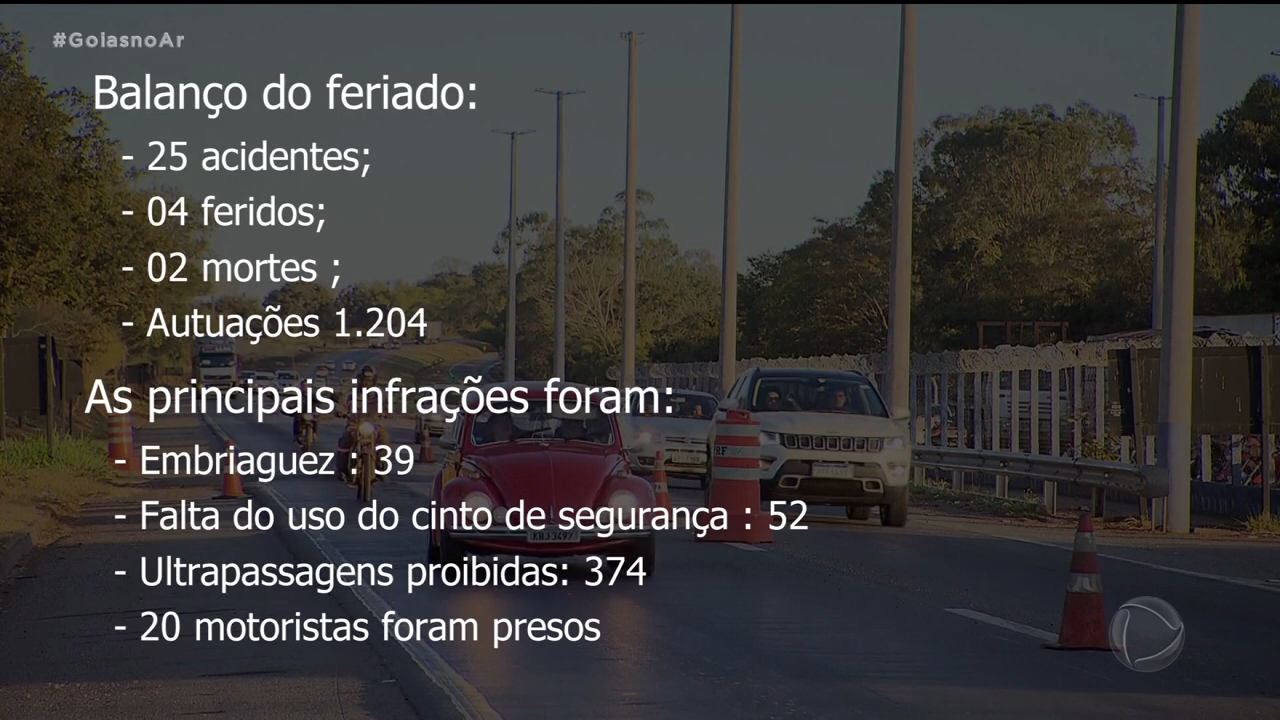 #GoiasnoAr
Balanço do feriado:
- 25 acidentes;
- 04 feridos;
- 02 mortes ;
- Autuações 1.204
As principais infrações foram:
- Embriaguez : 39
- Falta do uso do cinto de segurança : 52
- Ultrapassagens proibidas: 374
- 20 motoristas foram presos